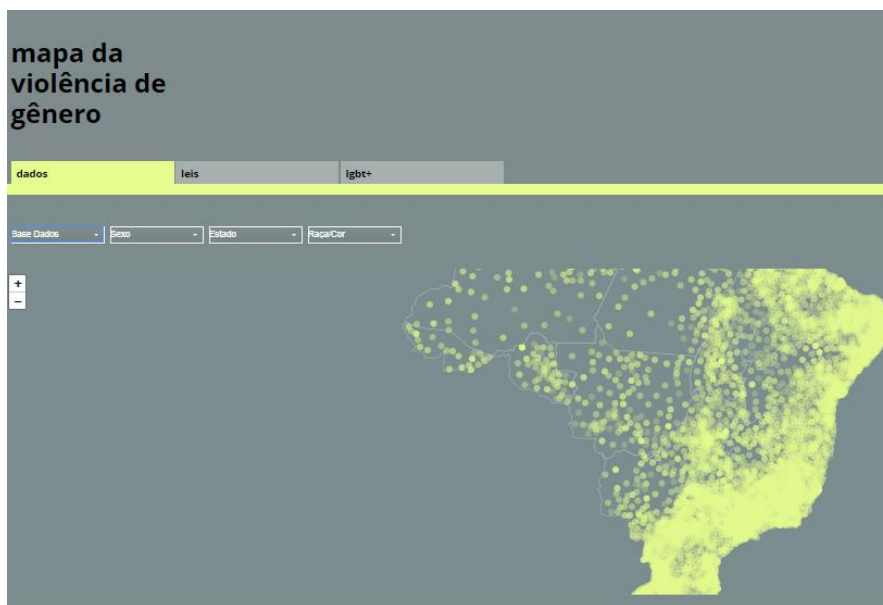 mapa da
violência de
gênero
dados leis lgbt+
Base Dados Sexo Estado Raça/Cor
+
−